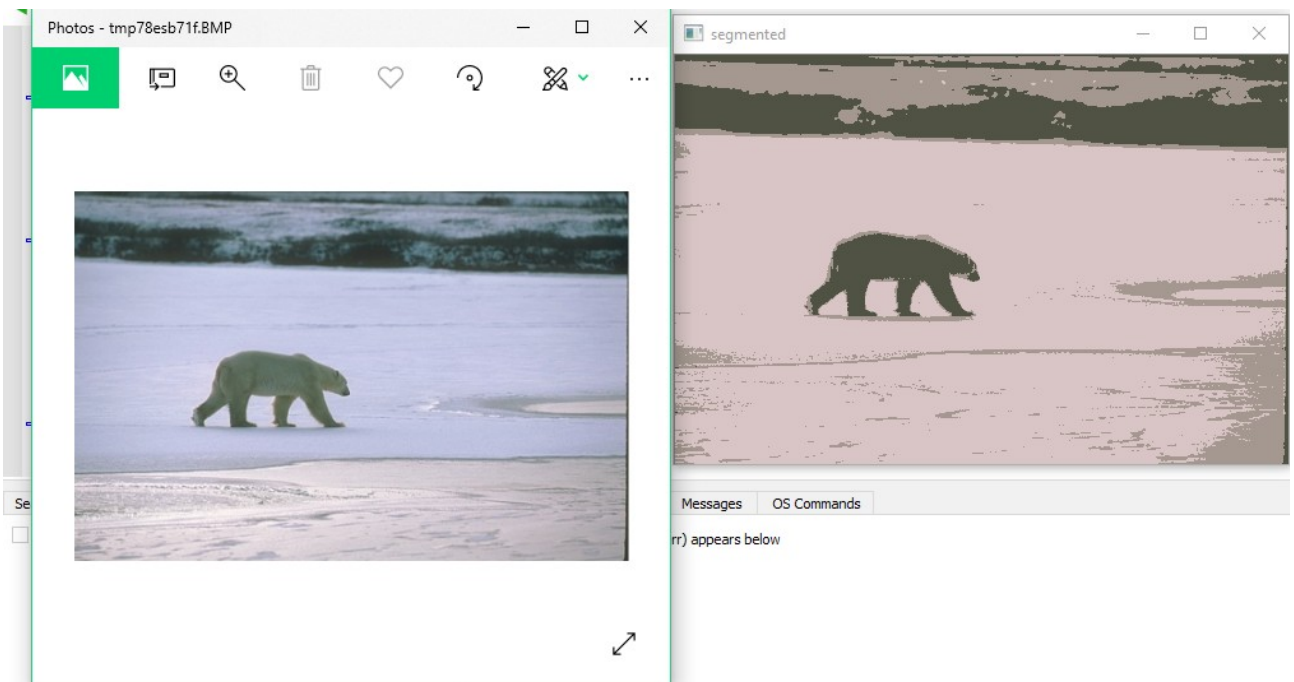 Photos - tmp78esb71f.BMP
segmented
Se
Messages
OS Commands
rr) appears below